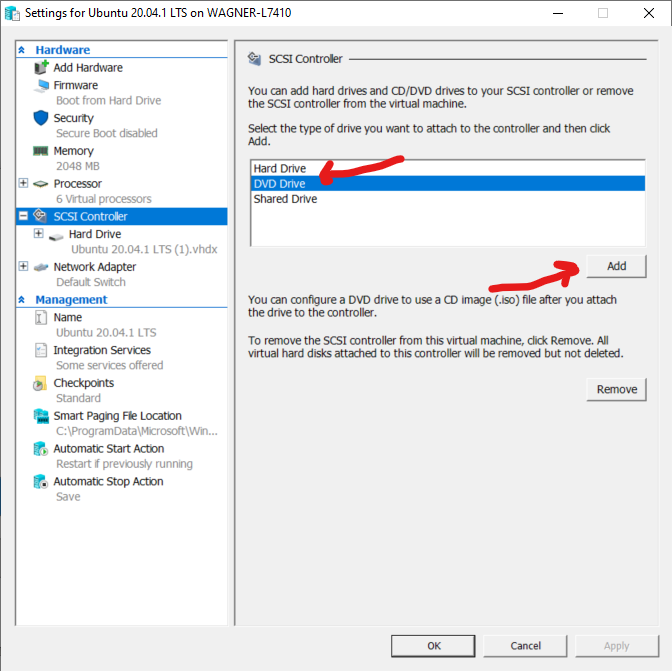 Settings for Ubuntu 20.04.1 LTS on WAGNER-L7410
Hardware
Add Hardware
Firmware
Boot from Hard Drive
Security
Secure Boot disabled
Memory
2048 MB
Processor
6 Virtual processors
SCSI Controller
Hard Drive
Ubuntu 20.04.1 LTS (1).vhdx
Network Adapter
Default Switch
Management
Name
Ubuntu 20.04.1 LTS
Integration Services
Some services offered
Checkpoints
Standard
Smart Paging File Location
C:\ProgramData\Microsoft\Win...
Automatic Start Action
Restart if previously running
Automatic Stop Action
Save
SCSI Controller
You can add hard drives and CD/DVD drives to your SCSI controller or remove
the SCSI controller from the virtual machine.
Select the type of drive you want to attach to the controller and then click
Add.
Hard Drive
DVD Drive
Shared Drive
Add
You can configure a DVD drive to use a CD image (.iso) file after you attach
the drive to the controller.
To remove the SCSI controller from this virtual machine, click Remove. All
virtual hard disks attached to this controller will be removed but not deleted.
Remove
OK
Cancel
Apply